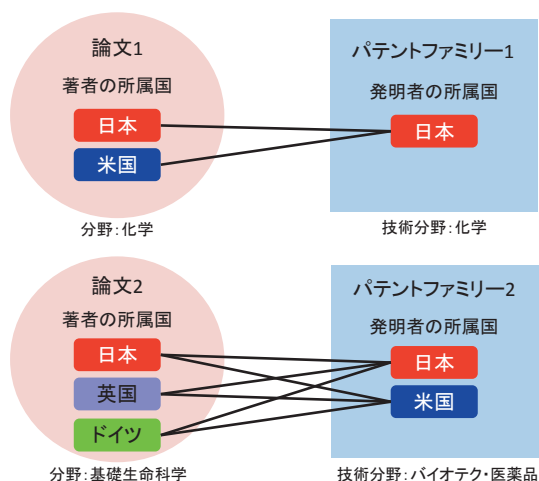 論文1
著者の所属国
日本
米国
分野:化学
パテントファミリー1
発明者の所属国
日本
技術分野:化学
論文2
著者の所属国
日本
英国
ドイツ
分野:基礎生命科学
パテントファミリー2
発明者の所属国
日本
米国
技術分野:バイオテク・医薬品